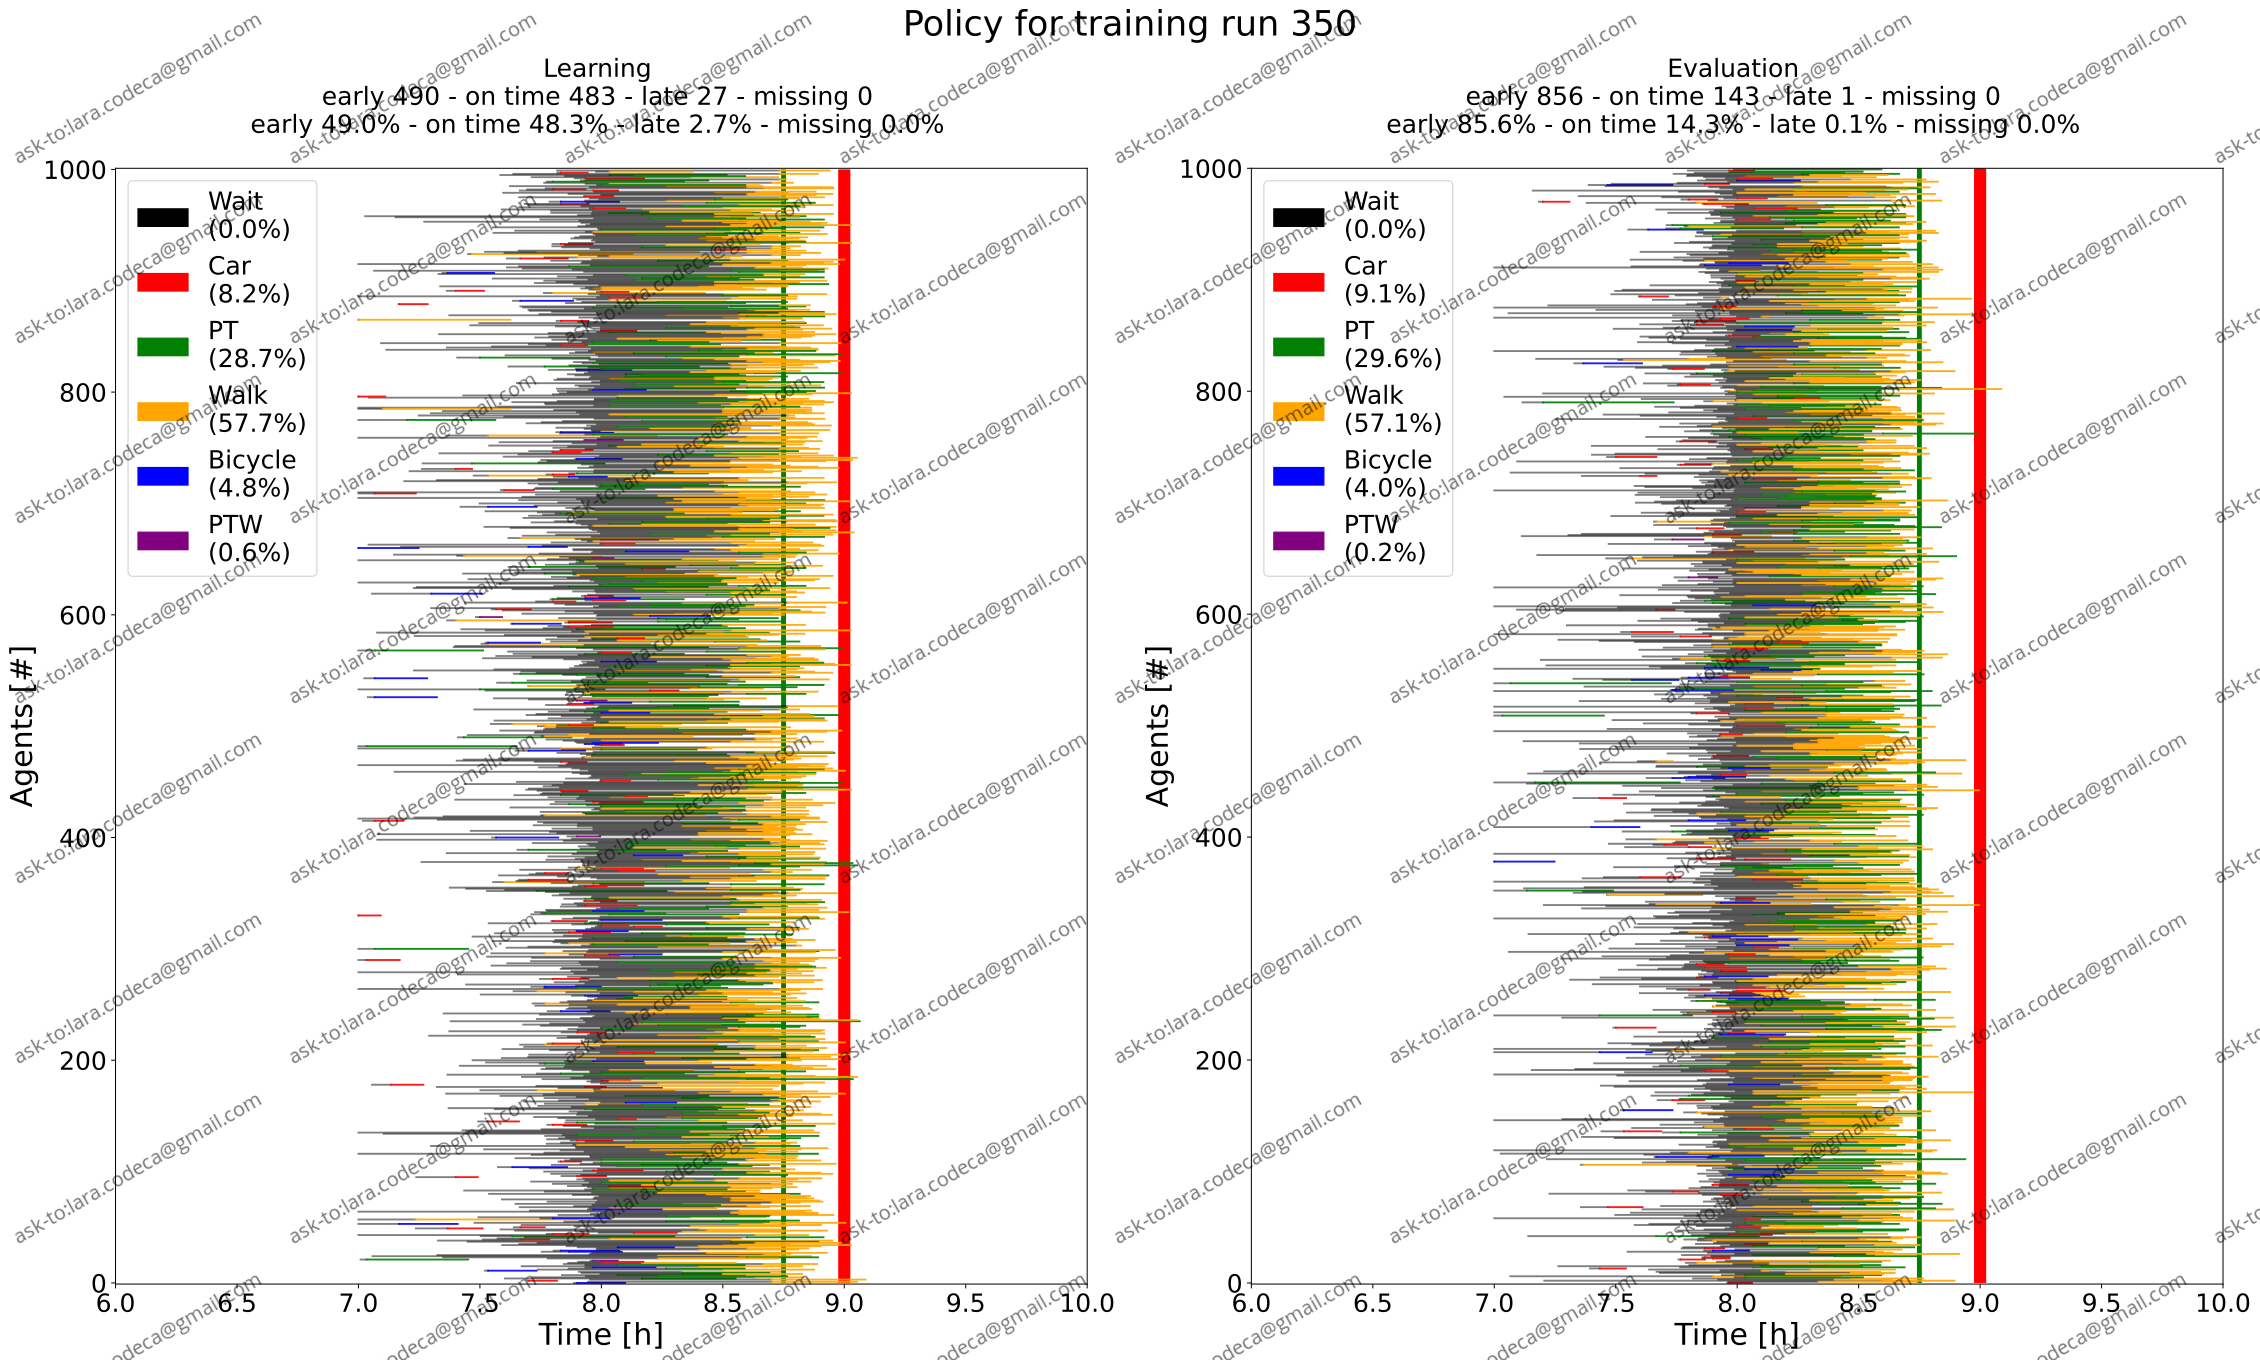 Policy for training run 350
Learning
early 490 - on time 483 - late 27 - missing 0
early 49.0% - on time 48.3% - late 2.7% - missing 0.0%
1000
800
600
400
200
0
Agents [#]
Wait
(0.0%)
Car
(8.2%)
PT
(28.7%)
Walk
(57.7%)
Bicycle
(4.8%)
PTW
(0.6%)
6.0 6.5 7.0 7.5 8.0 8.5 9.0 9.5 10.0
Time [h]
Evaluation
early 856 - on time 143 - late 1 - missing 0
early 85.6% - on time 14.3% - late 0.1% - missing 0.0%
1000
800
600
400
200
0
Agents [#]
Wait
(0.0%)
Car
(9.1%)
PT
(29.6%)
Walk
(57.1%)
Bicycle
(4.0%)
PTW
(0.2%)
6.0 6.5 7.0 7.5 8.0 8.5 9.0 9.5 10.0
Time [h]
ask-to:lara.codeca@gmail.com